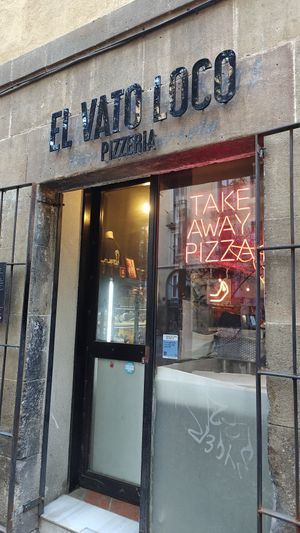 EL VATO LOCO
PIZZERIA
TAKE
AWAY
PIZZA